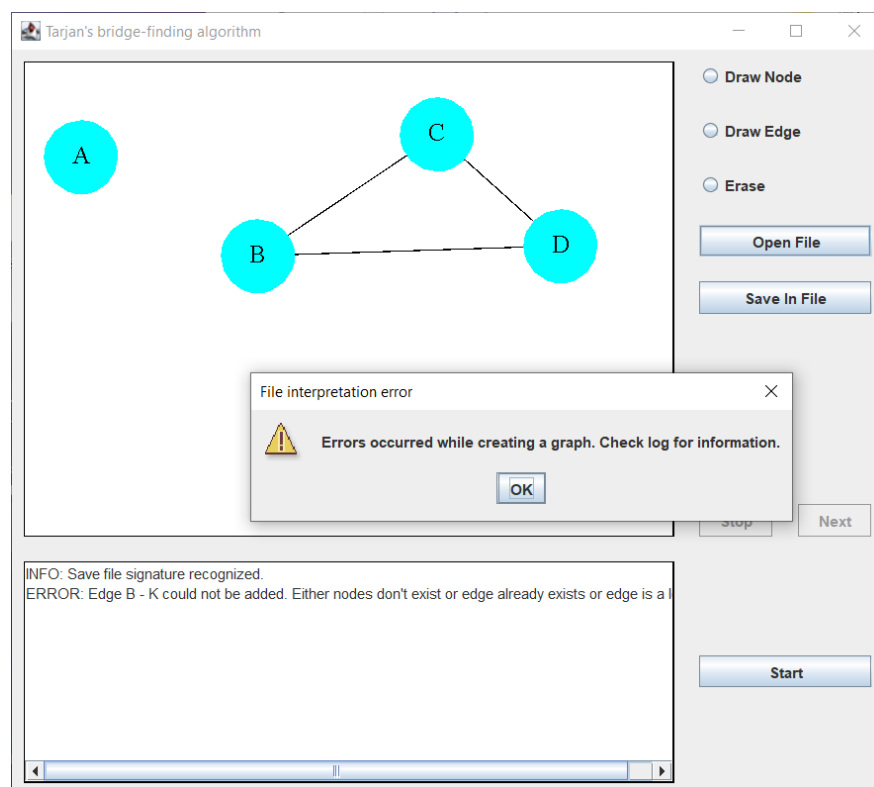 Tarjan's bridge-finding algorithm
Draw Node
C
Draw Edge
A
Erase
B
D
Open File
Save In File
File interpretation error
Errors occurred while creating a graph. Check log for information.
OK
Stop
Next
INFO: Save file signature recognized.
ERROR: Edge B - K could not be added. Either nodes don't exist or edge already exists or edge is a
Start